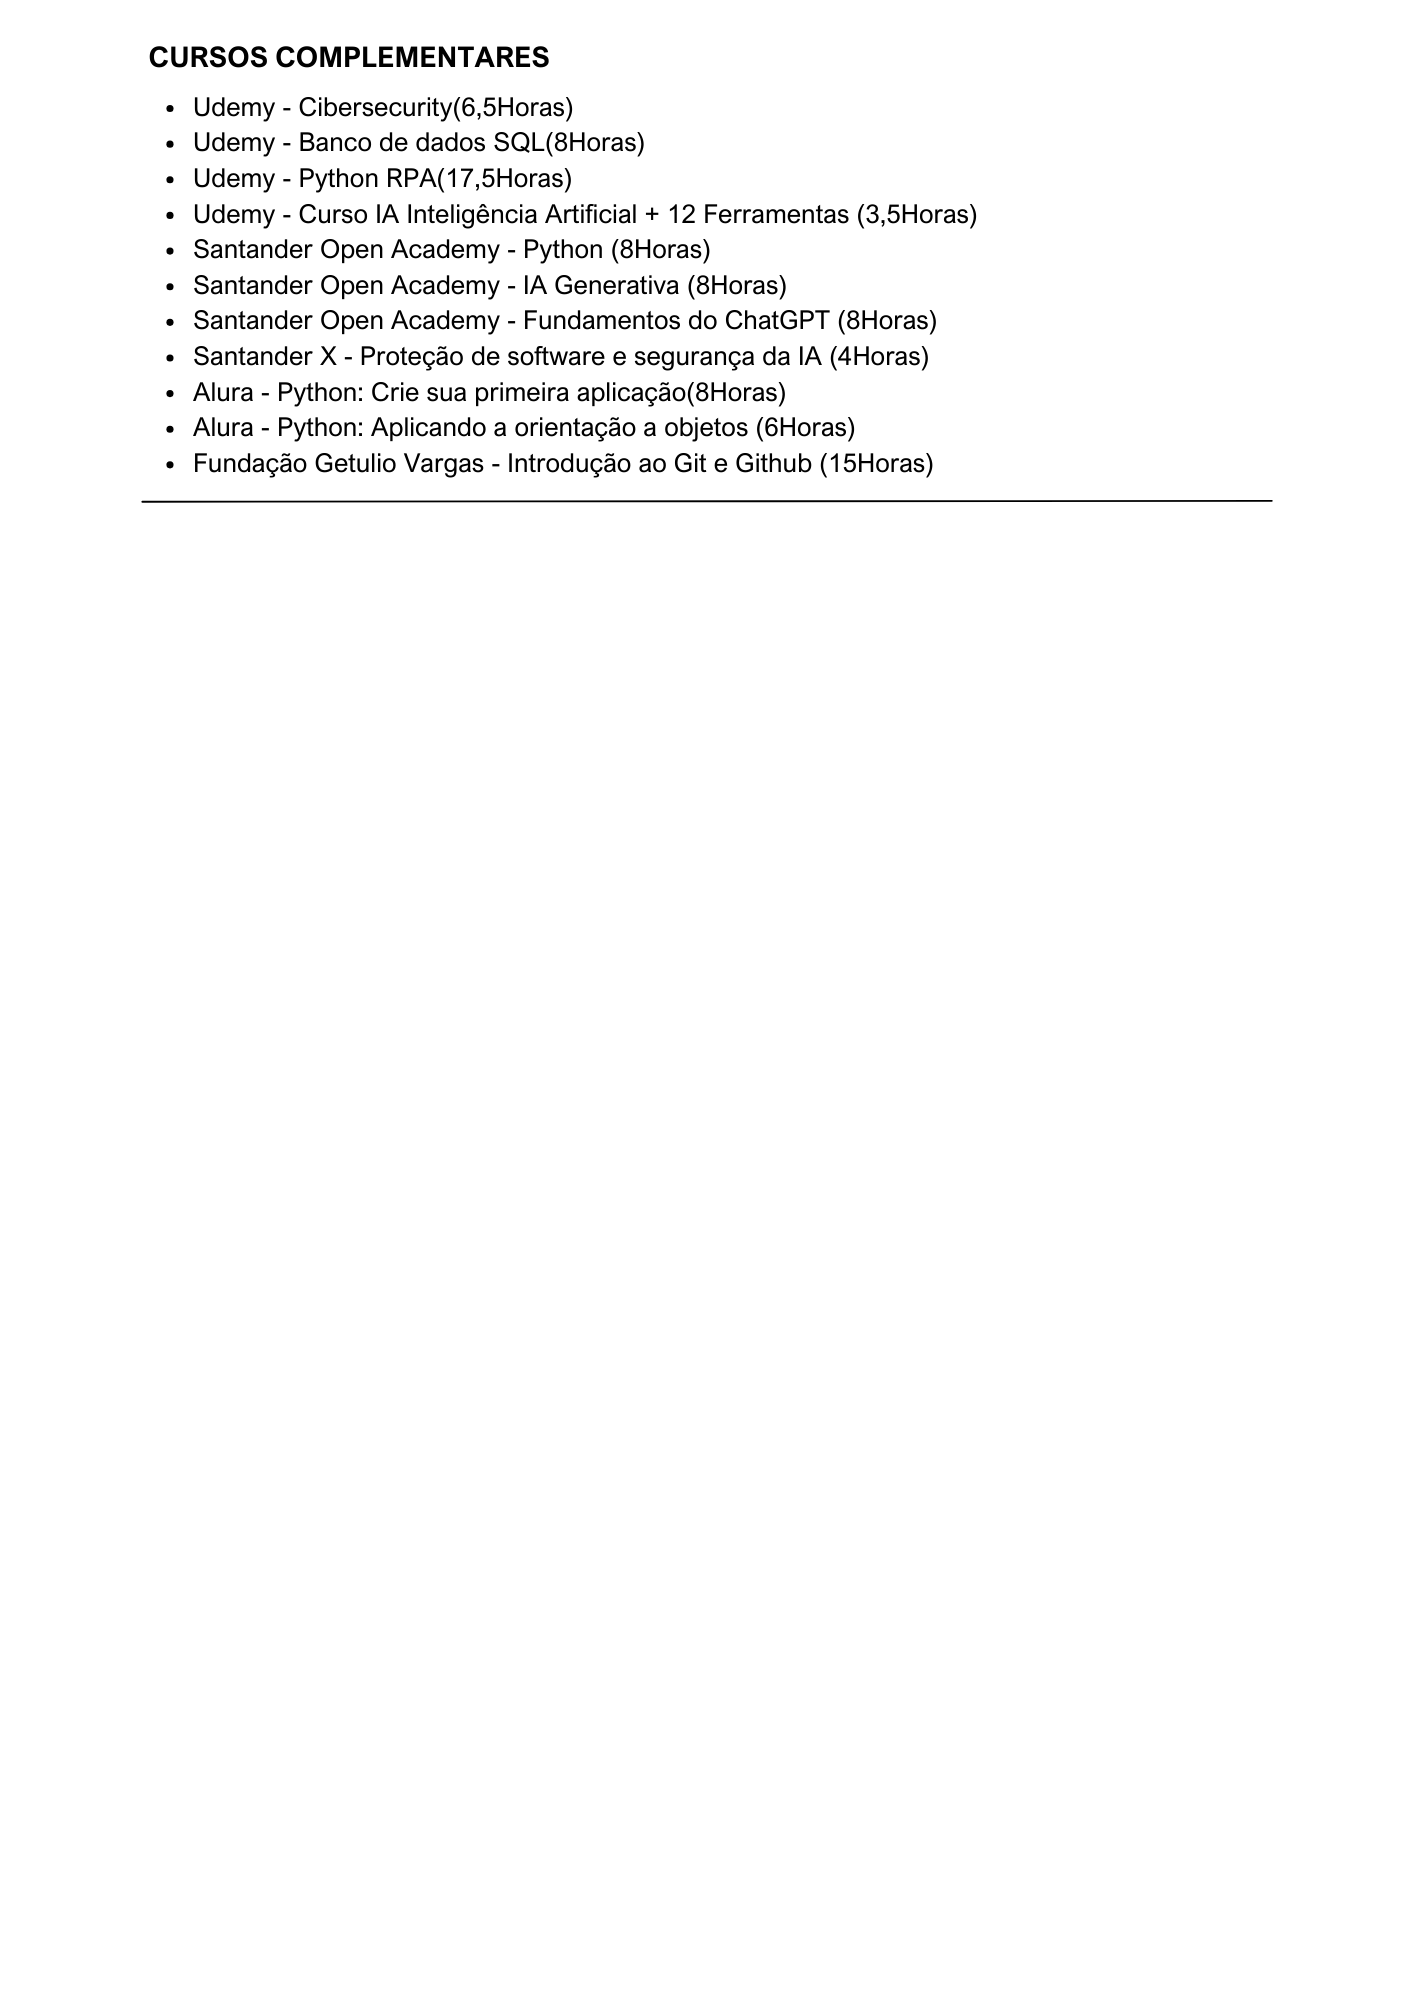 CURSOS COMPLEMENTARES
• Udemy - Cibersecurity(6,5Horas)
• Udemy - Banco de dados SQL(8Horas)
• Udemy - Python RPA(17,5Horas)
• Udemy - Curso IA Inteligência Artificial + 12 Ferramentas (3,5Horas)
• Santander Open Academy - Python (8Horas)
• Santander Open Academy - IA Generativa (8Horas)
• Santander Open Academy - Fundamentos do ChatGPT (8Horas)
• Santander X - Proteção de software e segurança da IA (4Horas)
• Alura - Python: Crie sua primeira aplicação(8Horas)
• Alura - Python: Aplicando a orientação a objetos (6Horas)
• Fundação Getulio Vargas - Introdução ao Git e Github (15Horas)